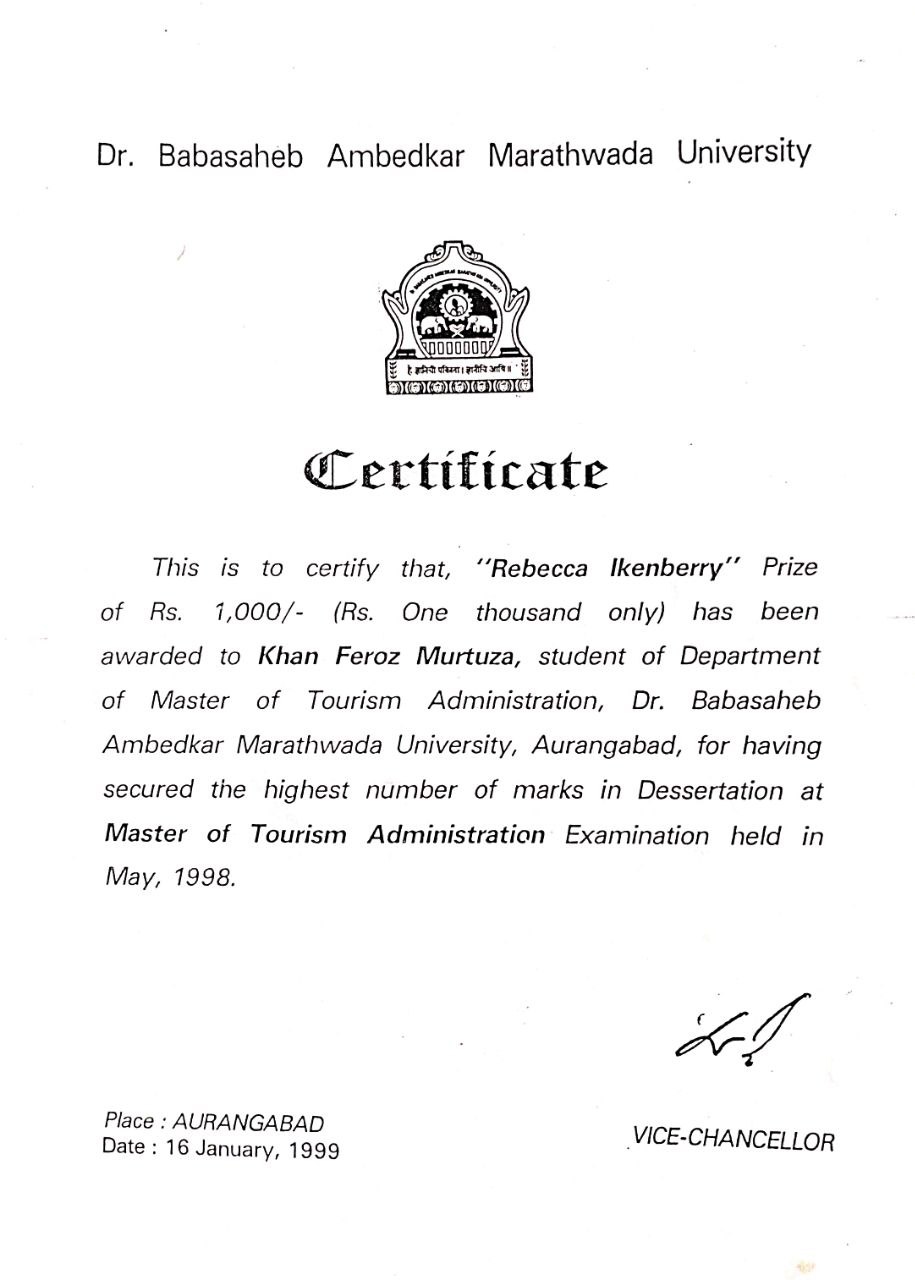 Dr. Babasaheb Ambedkar Marathwada University
Certificate
This is to certify that, "Rebecca Ikenberry" Prize
of Rs. 1,000/- (Rs. One thousand only) has been
awarded to Khan Feroz Murtuza, student of Department
of Master of Tourism Administration, Dr. Babasaheb
Ambedkar Marathwada University, Aurangabad, for having
secured the highest number of marks in Dessertation at
Master of Tourism Administration Examination held in
May, 1998.
Place : AURANGABAD
Date : 16 January, 1999
VICE-CHANCELLOR